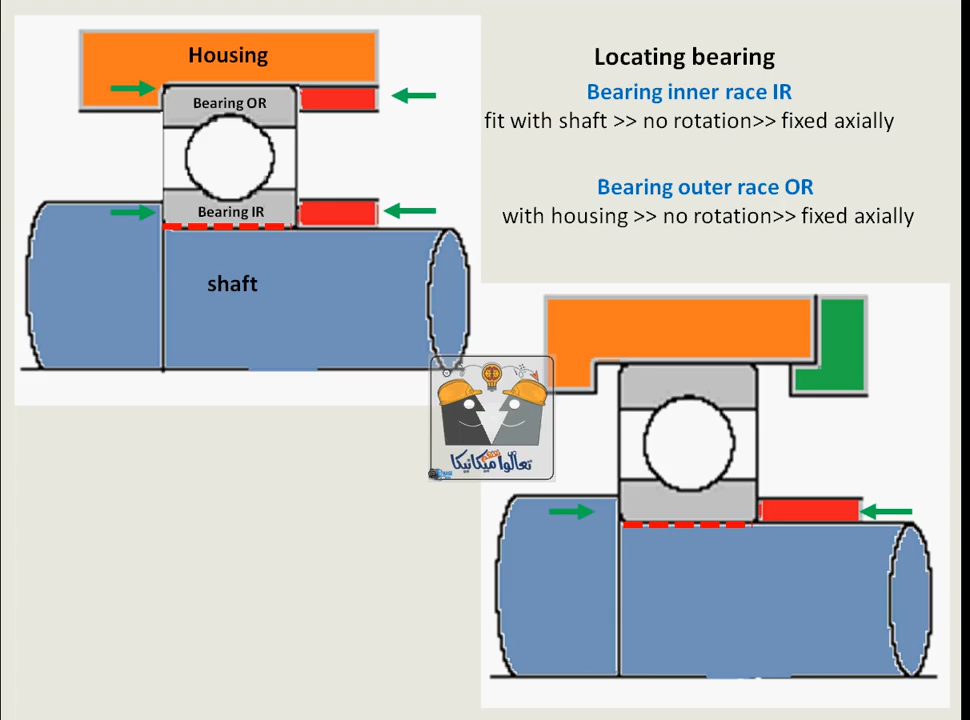 Housing
Bearing OR
Bearing IR
shaft
Locating bearing
Bearing inner race IR
fit with shaft >> no rotation>> fixed axially
Bearing outer race OR
with housing >> no rotation>> fixed axially
تعالوا ميكانيكا